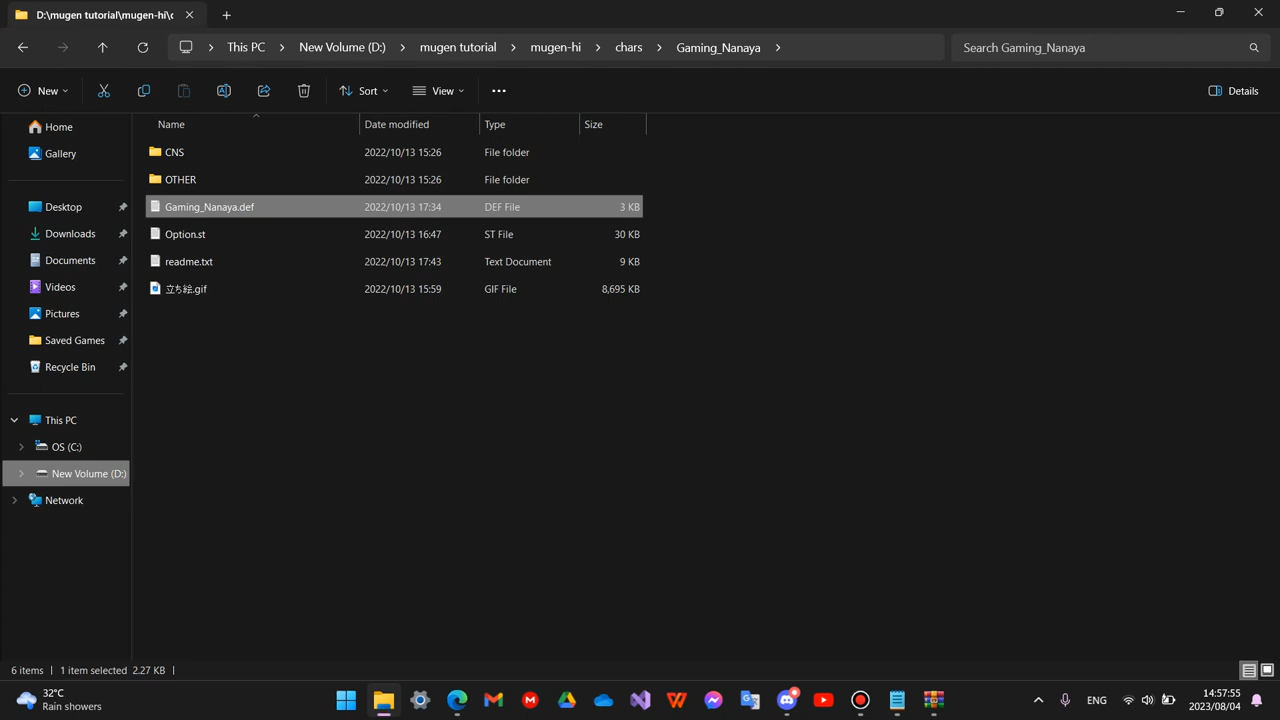 D:\mugen tutorial\mugen-hi\c
This PC
New Volume (D:)
mugen tutorial
mugen-hi
chars
Gaming_Nanaya
Search Gaming_Nanaya
New
Sort
View
Details
Name Date modified Type Size
Home
Gallery
Desktop
Downloads
Documents
Videos
Pictures
Saved Games
Recycle Bin
This PC
OS (C:)
New Volume (D:)
Network
CNS 2022/10/13 15:26 File folder
OTHER 2022/10/13 15:26 File folder
Gaming_Nanaya.def 2022/10/13 17:34 DEF File 3 KB
Option.st 2022/10/13 16:47 ST File 30 KB
readme.txt 2022/10/13 17:43 Text Document 9 KB
立ち絵.gif 2022/10/13 15:59 GIF File 8,695 KB
6 items 1 item selected 2.27 KB
32°C
Rain showers
ENG
14:57:55
2023/08/04